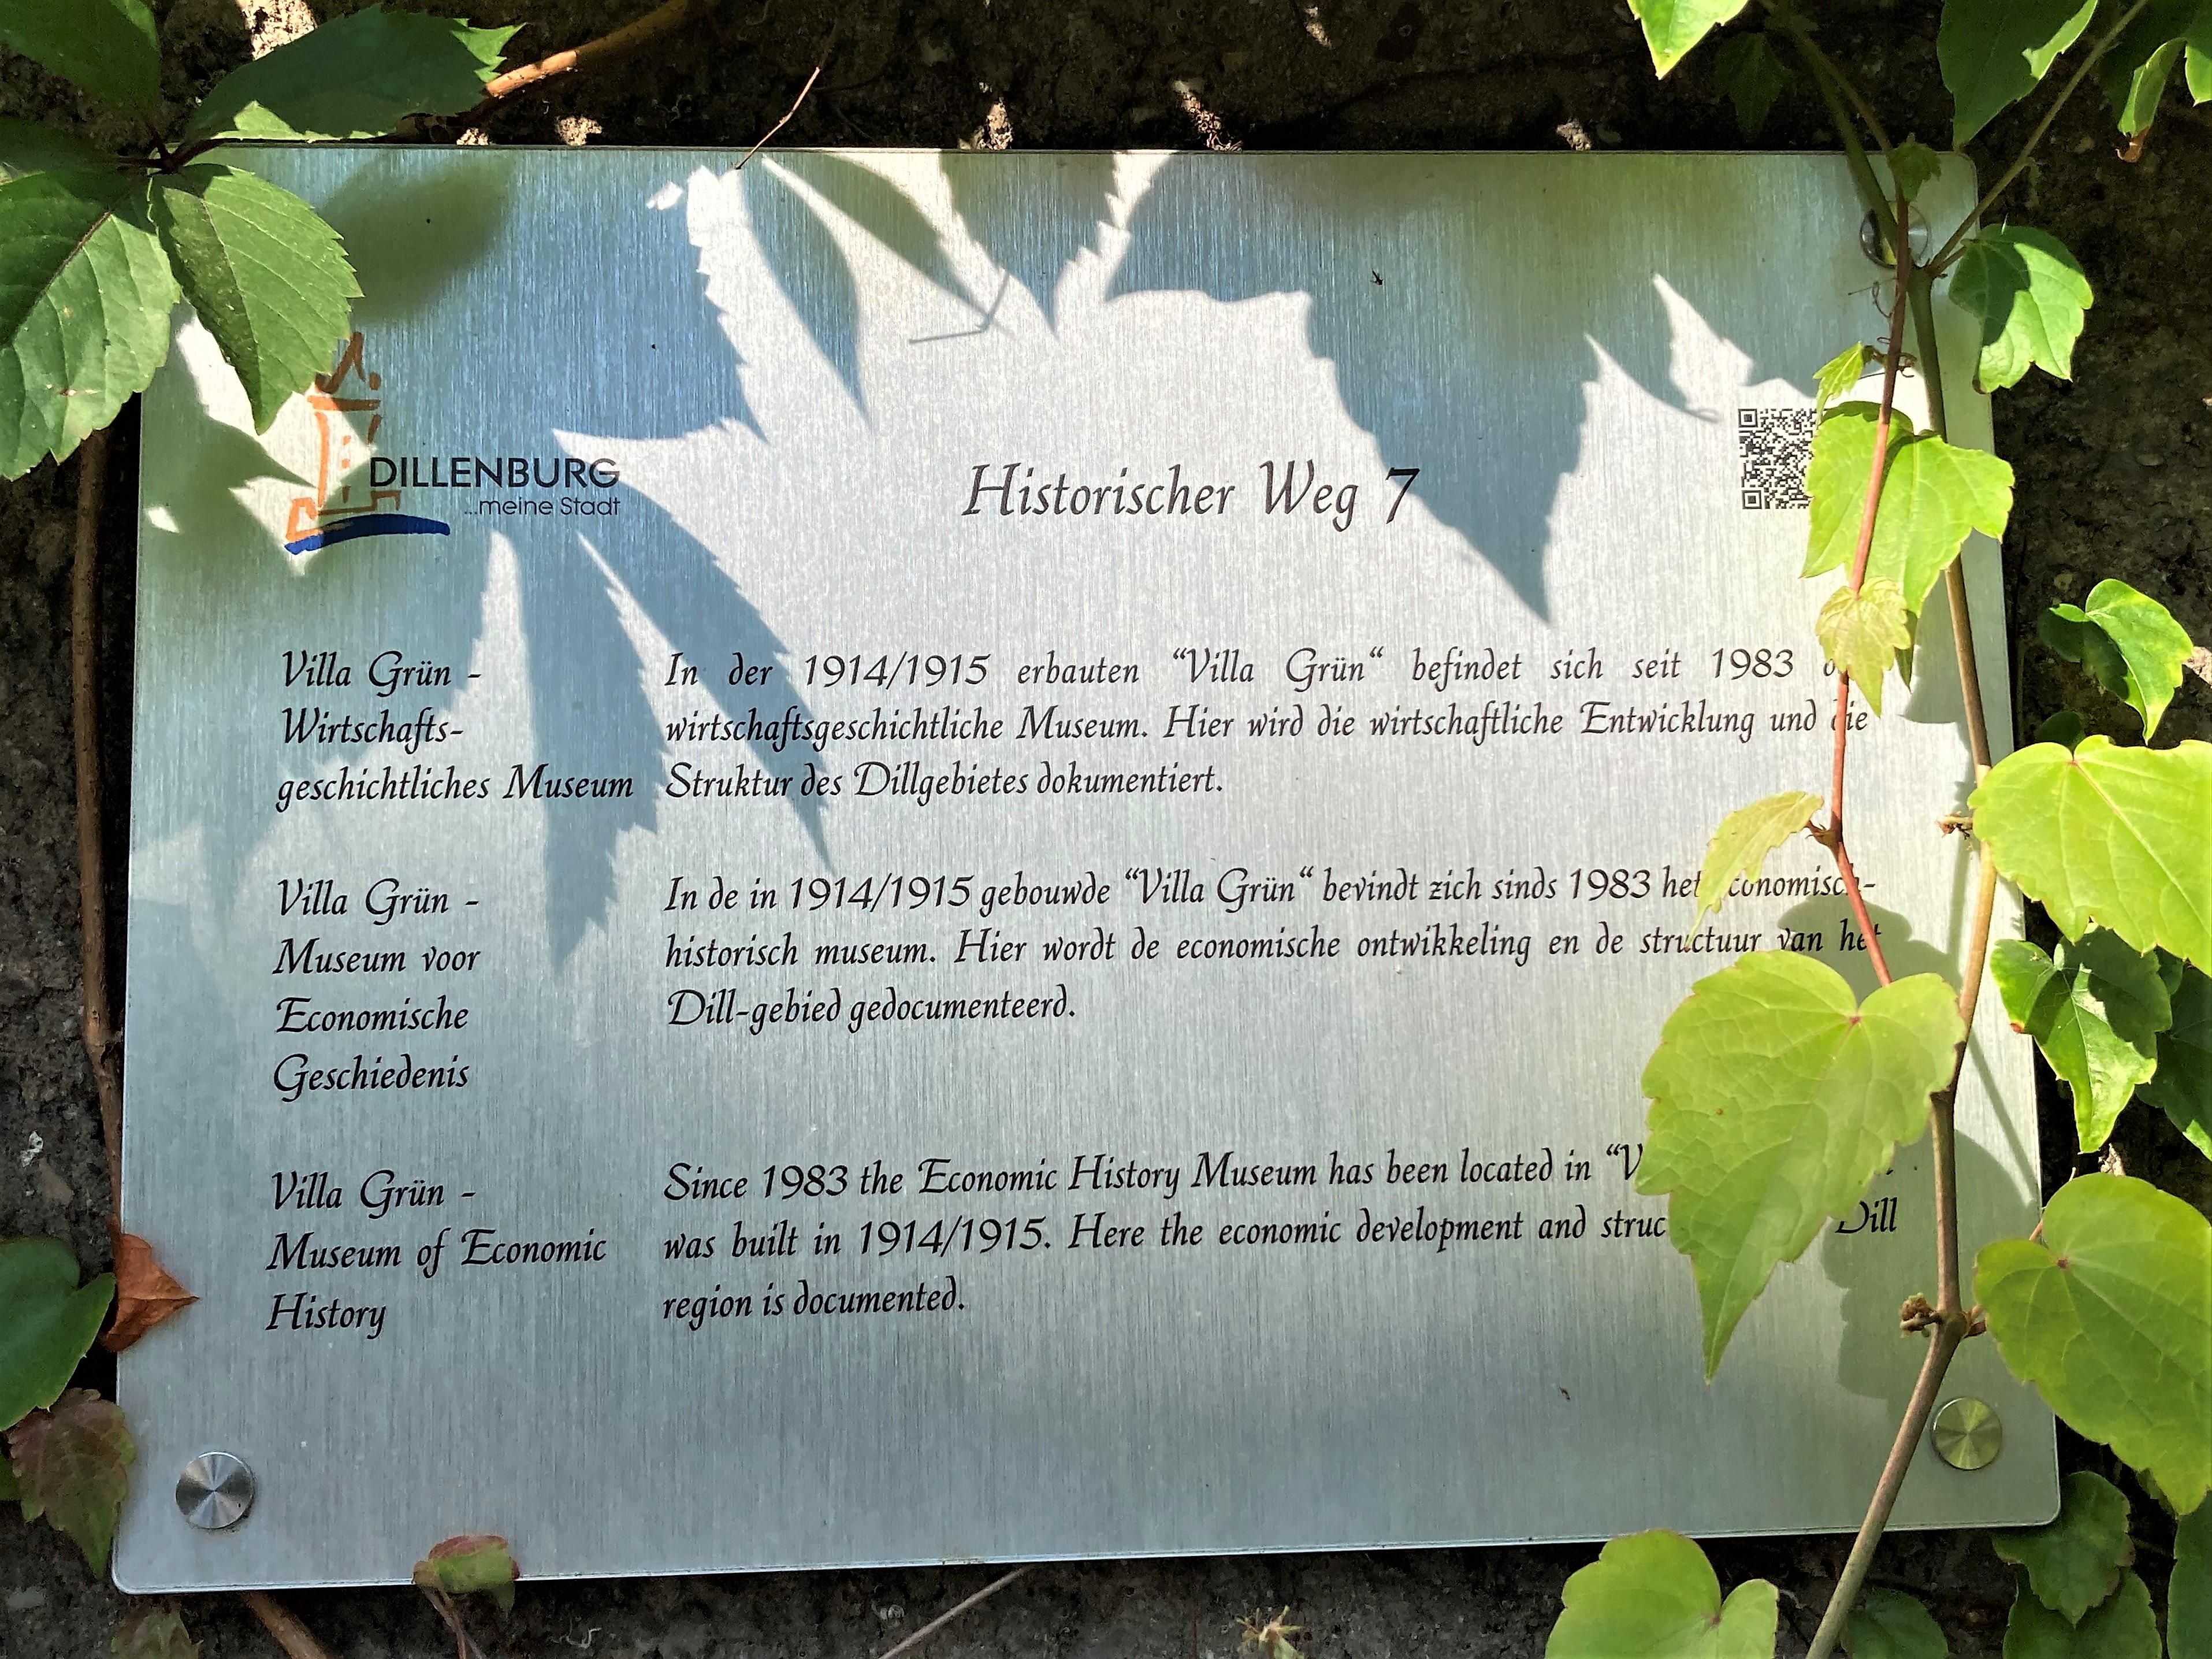 DILLENBURG
...meine Stadt
Historischer Weg 7
Villa Grün -
Wirtschafts-
geschichtliches Museum
In der 1914/1915 erbauten “Villa Grün“ befindet sich seit 1983
wirtschaftsgeschichtliche Museum. Hier wird die wirtschaftliche Entwicklung und die
Struktur des Dillgebietes dokumentiert.
Villa Grün -
Museum voor
Economische
Geschiedenis
In de in 1914/1915 gebouwde “Villa Grün“ bevindt zich sinds 1983 het economisch-
historisch museum. Hier wordt de economische ontwikkeling en de structuur van het
Dill-gebied gedocumenteerd.
Villa Grün -
Museum of Economic
History
Since 1983 the Economic History Museum has been located in
was built in 1914/1915. Here the economic development and Dill
region is documented.